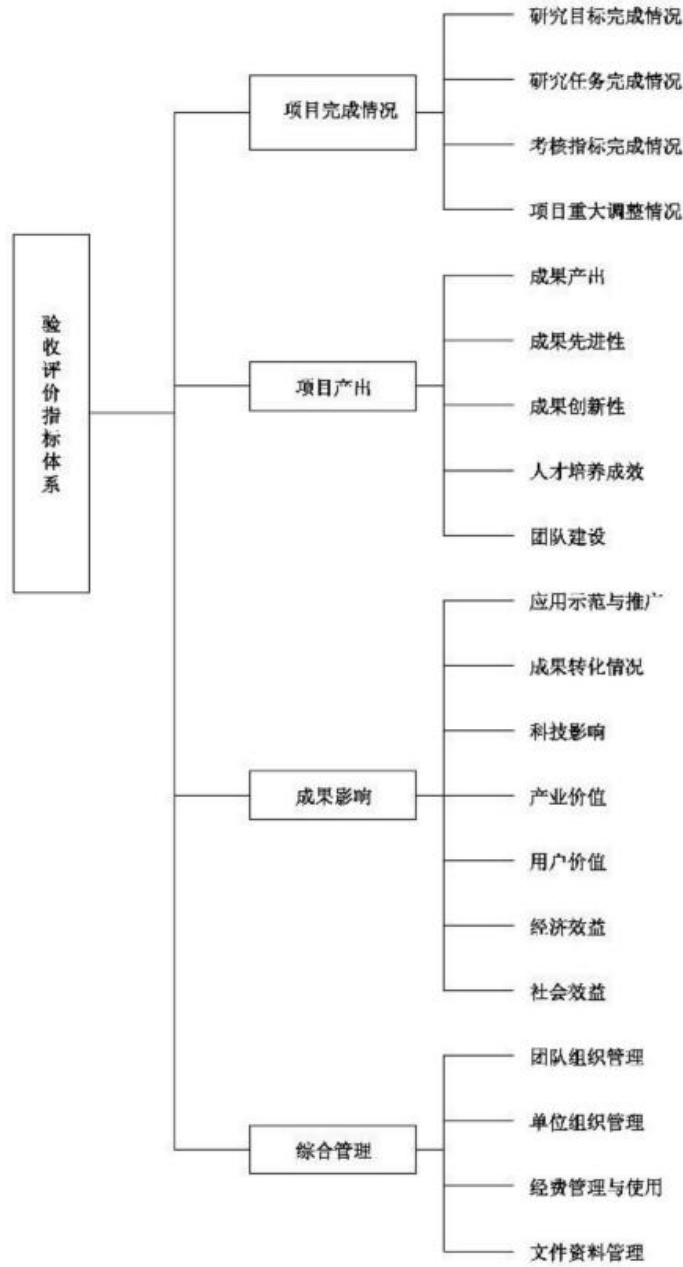 验收评价指标体系
项目完成情况
研究目标完成情况
研究任务完成情况
考核指标完成情况
项目重大调整情况
项目产出
成果产出
成果先进性
成果创新性
人才培养成效
团队建设
成果影响
应用示范与推广
成果转化情况
科技影响
产业价值
用户价值
经济效益
社会效益
综合管理
团队组织管理
单位组织管理
经费管理与使用
文件资料管理